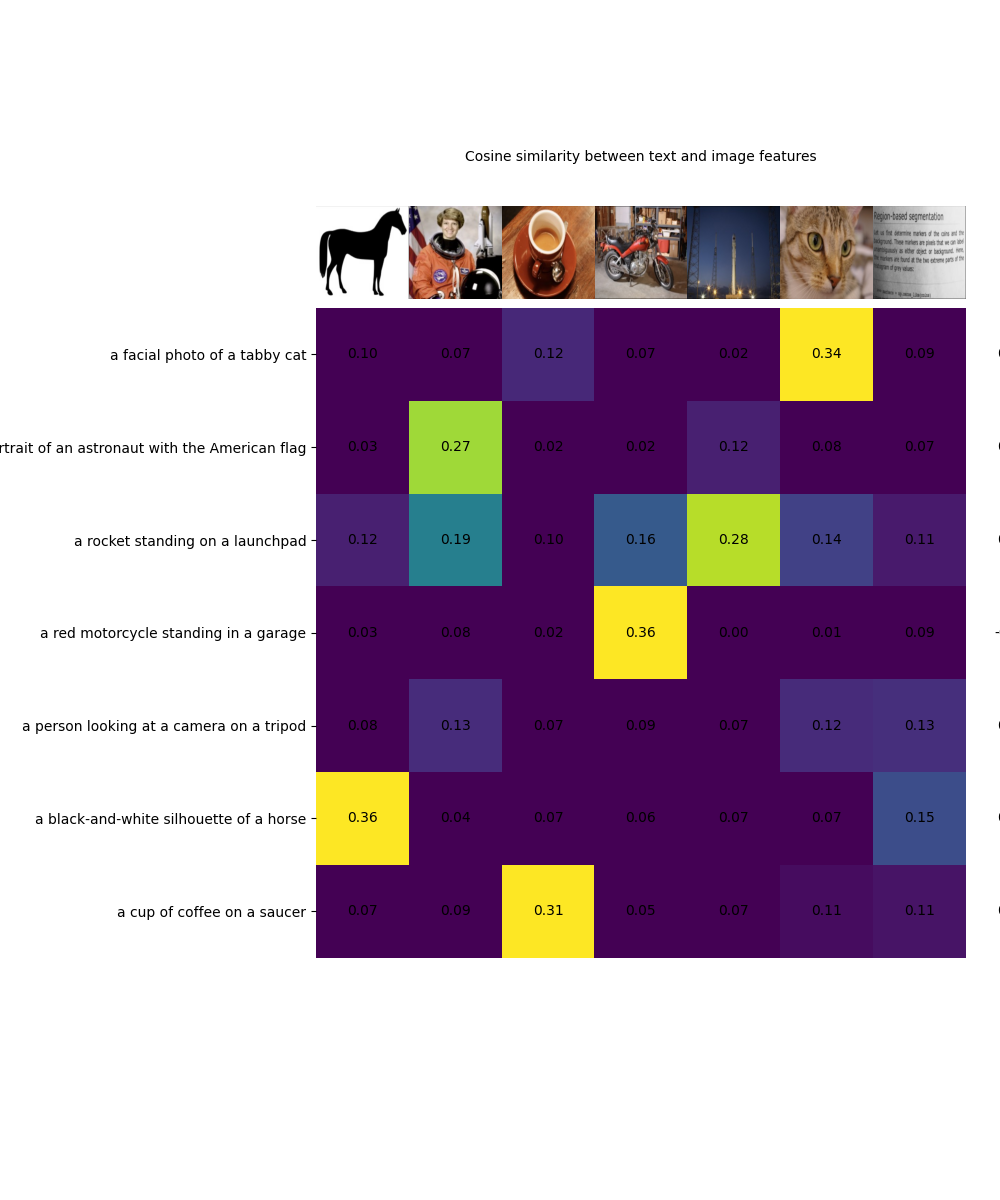 Cosine similarity between text and image features
Region-based segmentation
a facial photo of a tabby cat 0.10 0.07 0.12 0.07 0.02 0.34 0.09
rtrait of an astronaut with the American flag 0.03 0.27 0.02 0.02 0.12 0.08 0.07
a rocket standing on a launchpad 0.12 0.19 0.10 0.16 0.28 0.14 0.11
a red motorcycle standing in a garage 0.03 0.08 0.02 0.36 0.00 0.01 0.09
a person looking at a camera on a tripod 0.08 0.13 0.07 0.09 0.07 0.12 0.13
a black-and-white silhouette of a horse 0.36 0.04 0.07 0.06 0.07 0.07 0.15
a cup of coffee on a saucer 0.07 0.09 0.31 0.05 0.07 0.11 0.11